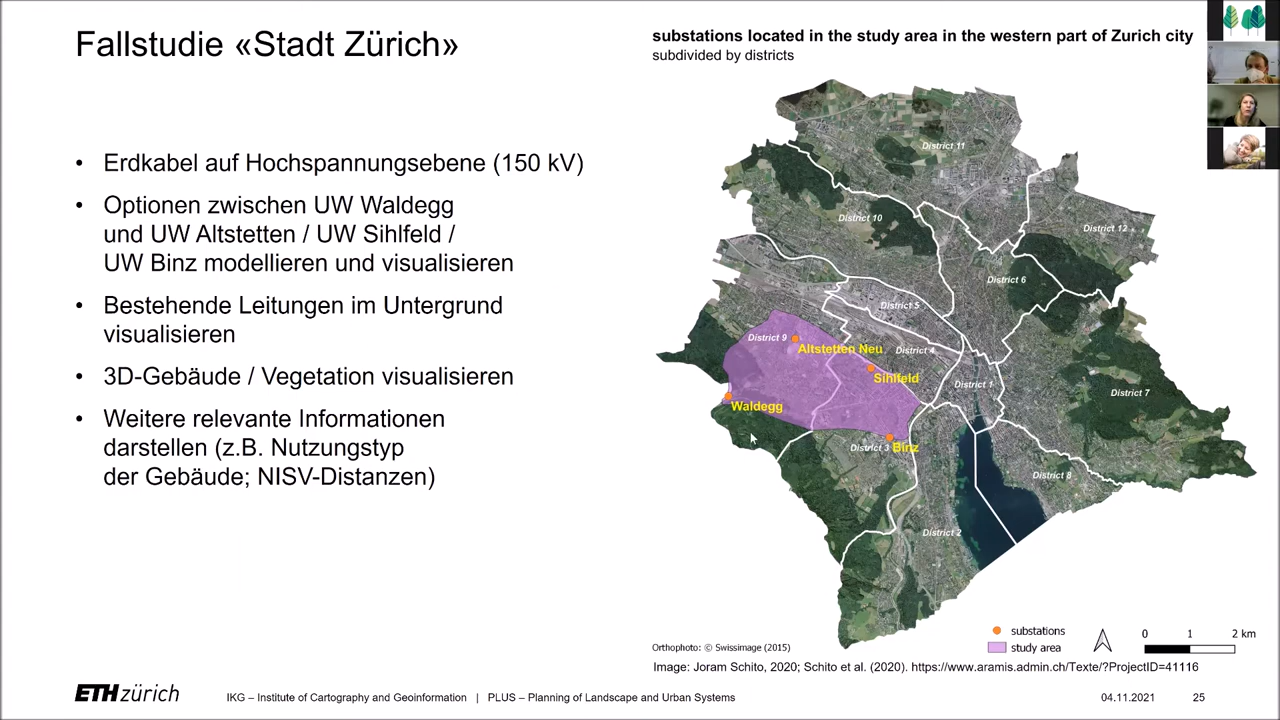 Fallstudie «Stadt Zürich»
• Erdkabel auf Hochspannungsebene (150 kV)
• Optionen zwischen UW Waldegg
und UW Altstetten / UW Sihlfeld /
UW Binz modellieren und visualisieren
• Bestehende Leitungen im Untergrund
visualisieren
• 3D-Gebäude / Vegetation visualisieren
• Weitere relevante Informationen
darstellen (z.B. Nutzungstyp
der Gebäude; NISV-Distanzen)
substations located in the study area in the western part of Zurich city
subdivided by districts
District 11
District 10
District 12
District 6
District 5
District 9
Altstetten Neu
District 4
Sihlfeld
District 1
District 7
Waldegg
District 3
Binz
District 8
District 2
substations
study area
0 1 2 km
Orthophoto: © Swissimage (2015)
Image: Joram Schito, 2020; Schito et al. (2020). https://www.aramis.admin.ch/Texte/?ProjectID=41116
ETH zürich
IKG – Institute of Cartography and Geoinformation | PLUS – Planning of Landscape and Urban Systems
04.11.2021
25